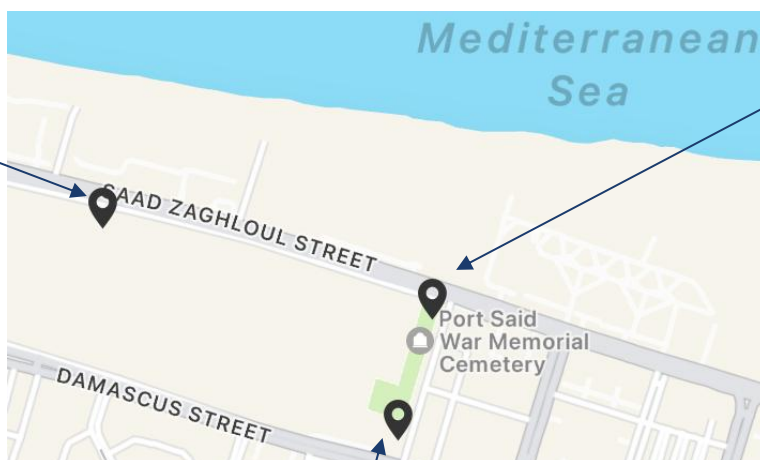 Mediterranean
Sea
SAAD ZAGHLOUL STREET
Port Said
War Memorial
Cemetery
DAMASCUS STREET